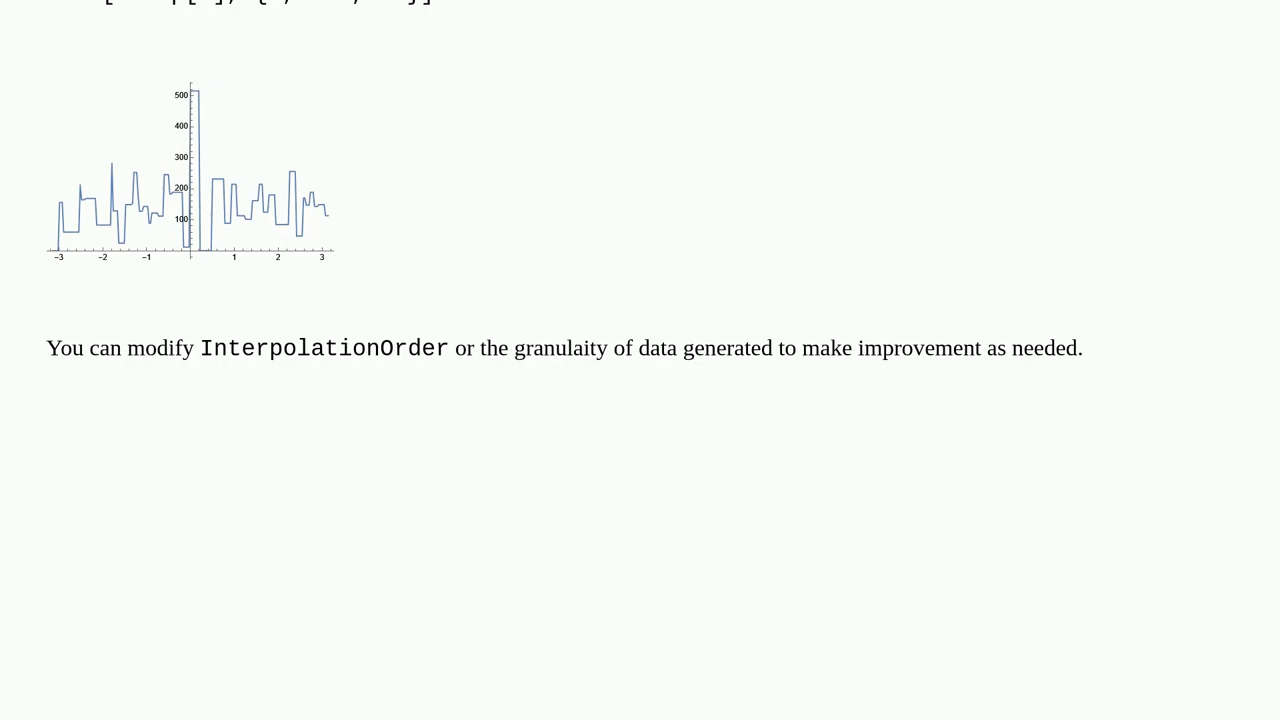 500
400
300
200
100
-3 -2 -1 1 2 3
You can modify InterpolationOrder or the granulaity of data generated to make improvement as needed.